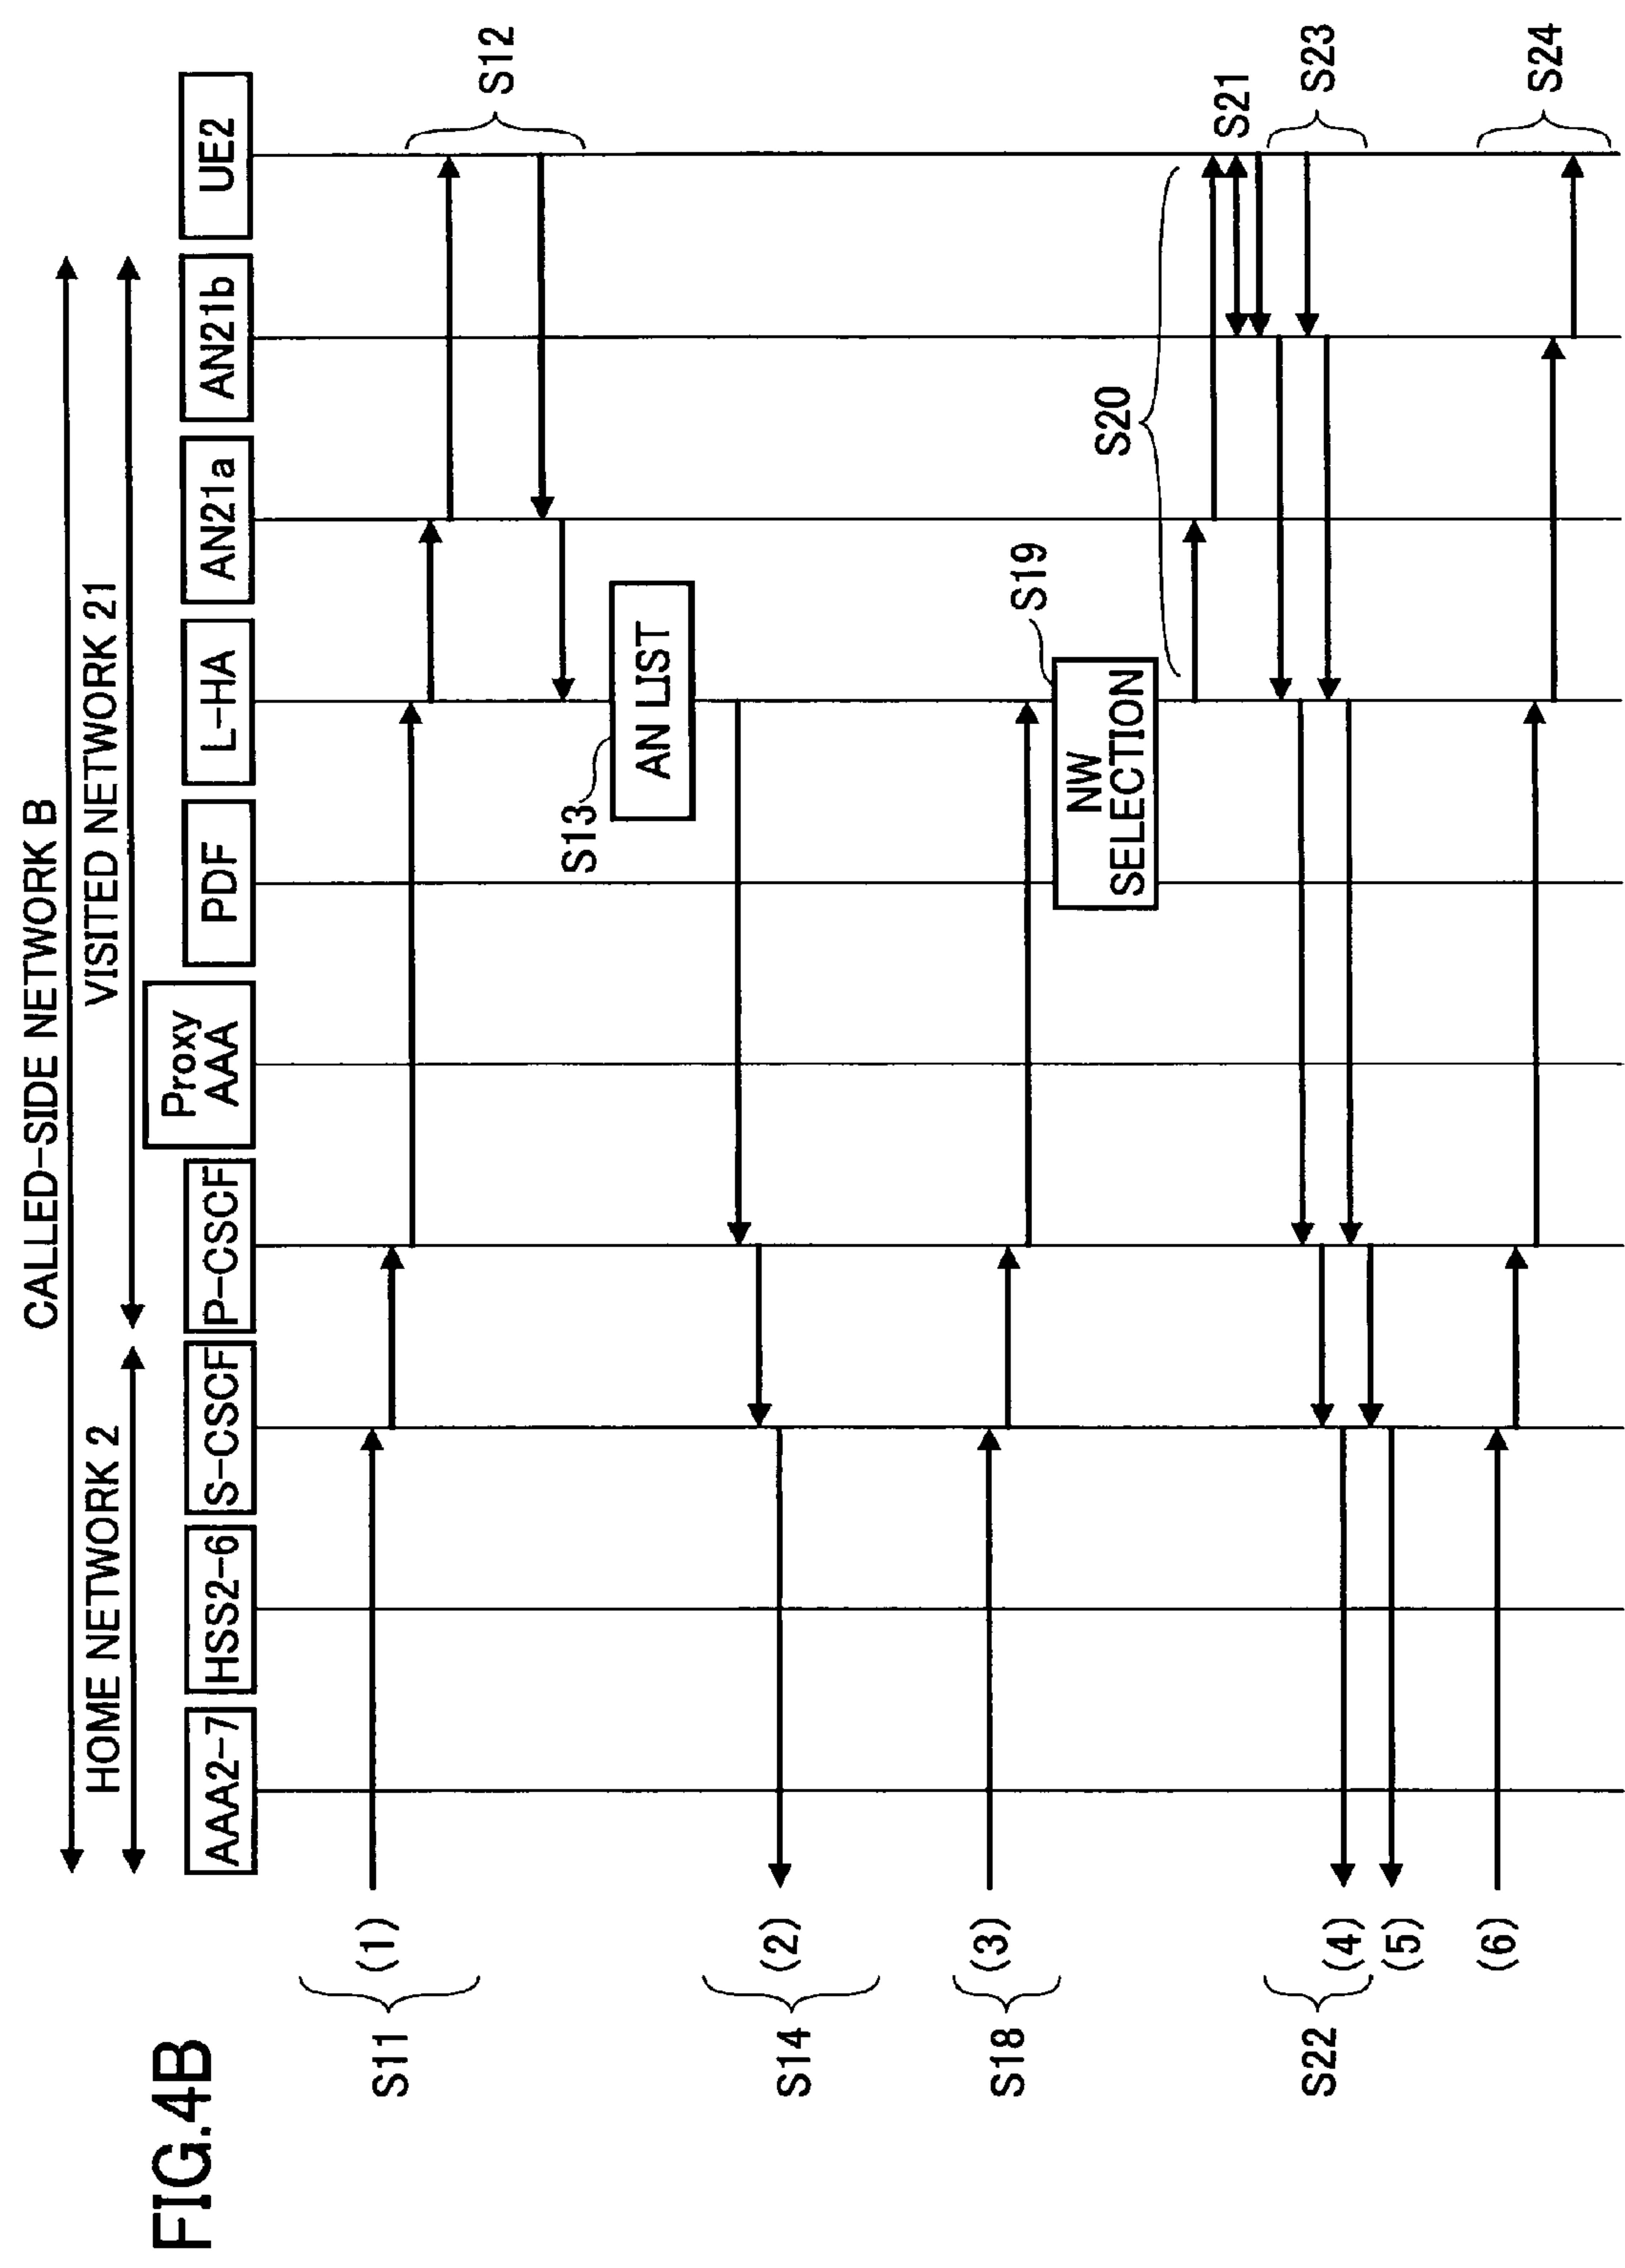 FIG.4B
CALLED-SIDE NETWORK B
HOME NETWORK 2
VISITED NETWORK 21
AAA2-7
HSS2-6
S-CSCF
P-CSCF
Proxy
AAA
PDF
L-HA
AN21a
AN21b
UE2
S11
(1)
S12
S13
AN LIST
S14
(2)
S18
(3)
S19
NW
SELECTION
S20
S21
S22
(4)
(5)
S23
(6)
S24